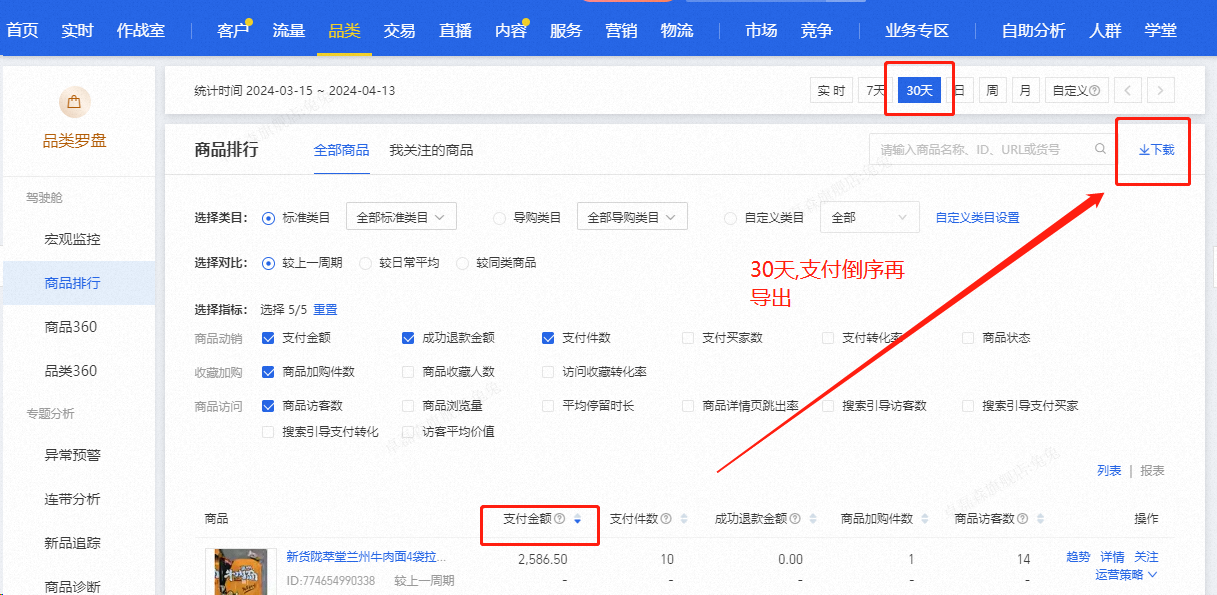 首页 实时 作战室 客户 流量 品类 交易 直播 内容 服务 营销 物流 市场 竞争 业务专区 自助分析 人群 学堂
统计时间 2024-03-15 ~ 2024-04-13
实时 7天 30天 日 周 月 自定义
品类罗盘
商品排行 全部商品 我关注的商品
请输入商品名称、ID、URL或货号 下载
驾驶舱
宏观监控
商品排行
商品360
品类360
专题分析
异常预警
连带分析
新品追踪
商品诊断
选择类目: 标准类目 全部标准类目 导购类目 全部导购类目 自定义类目 全部 自定义类目设置
选择对比: 较上一周期 较日常平均 较同类商品
30天,支付倒序再
导出
选择指标: 选择 5/5 重置
商品动销 支付金额 成功退款金额 支付件数 支付买家数 支付转化率 商品状态
收藏加购 商品加购件数 商品收藏人数 访问收藏转化率
商品访问 商品访客数 商品浏览量 平均停留时长 商品详情页跳出率 搜索引导访客数 搜索引导支付买家
搜索引导支付转化 访客平均价值
列表 | 报表
商品 支付金额 支付件数 成功退款金额 商品加购件数 商品访客数 操作
新货陇萃堂兰州牛肉面4袋拉... 2,586.50 10 0.00 1 14 趋势 详情 关注
ID:774654990338 较上一周期 - - - - - 运营策略
牛肉面